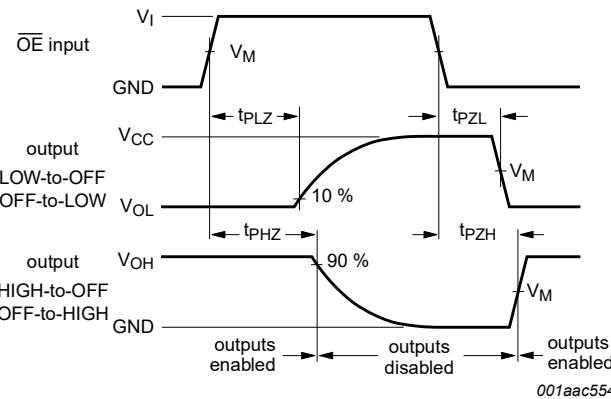 V_I
OE input
V_M
GND
t_PLZ
t_PZL
V_CC
output
LOW-to-OFF
OFF-to-LOW
V_OL
10 %
V_M
t_PHZ
t_PZH
output
HIGH-to-OFF
OFF-to-HIGH
V_OH
90 %
V_M
GND
outputs
enabled
outputs
disabled
outputs
enabled
001aac554